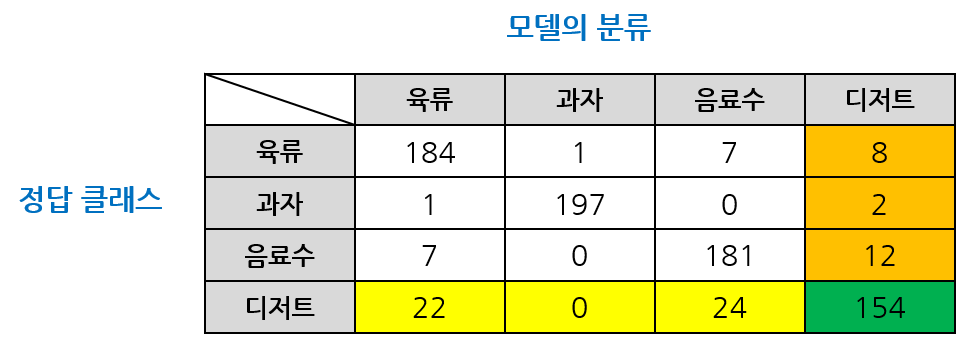 모델의 분류
육류 과자 음료수 디저트
육류 184 1 7 8
정답 클래스
과자 1 197 0 2
음료수 7 0 181 12
디저트 22 0 24 154